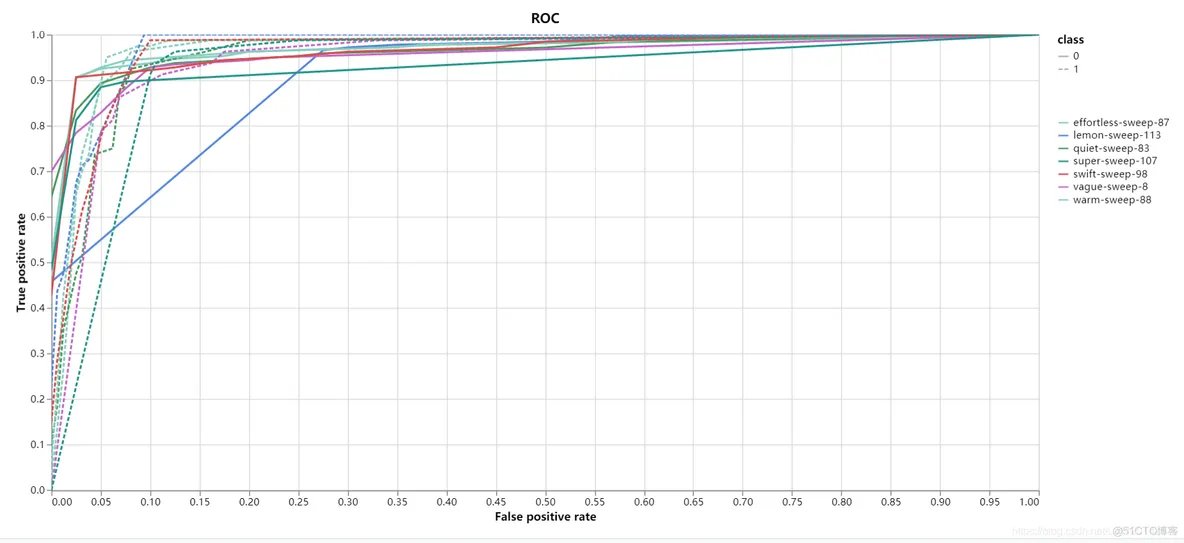 ROC
True positive rate
1.0
0.9
0.8
0.7
0.6
0.5
0.4
0.3
0.2
0.1
0.0
0.00 0.05 0.10 0.15 0.20 0.25 0.30 0.35 0.40 0.45 0.50 0.55 0.60 0.65 0.70 0.75 0.80 0.85 0.90 0.95 1.00
False positive rate
class
0
1
effortless-sweep-87
lemon-sweep-113
quiet-sweep-83
super-sweep-107
swift-sweep-98
vague-sweep-8
warm-sweep-88
@51CTO博客